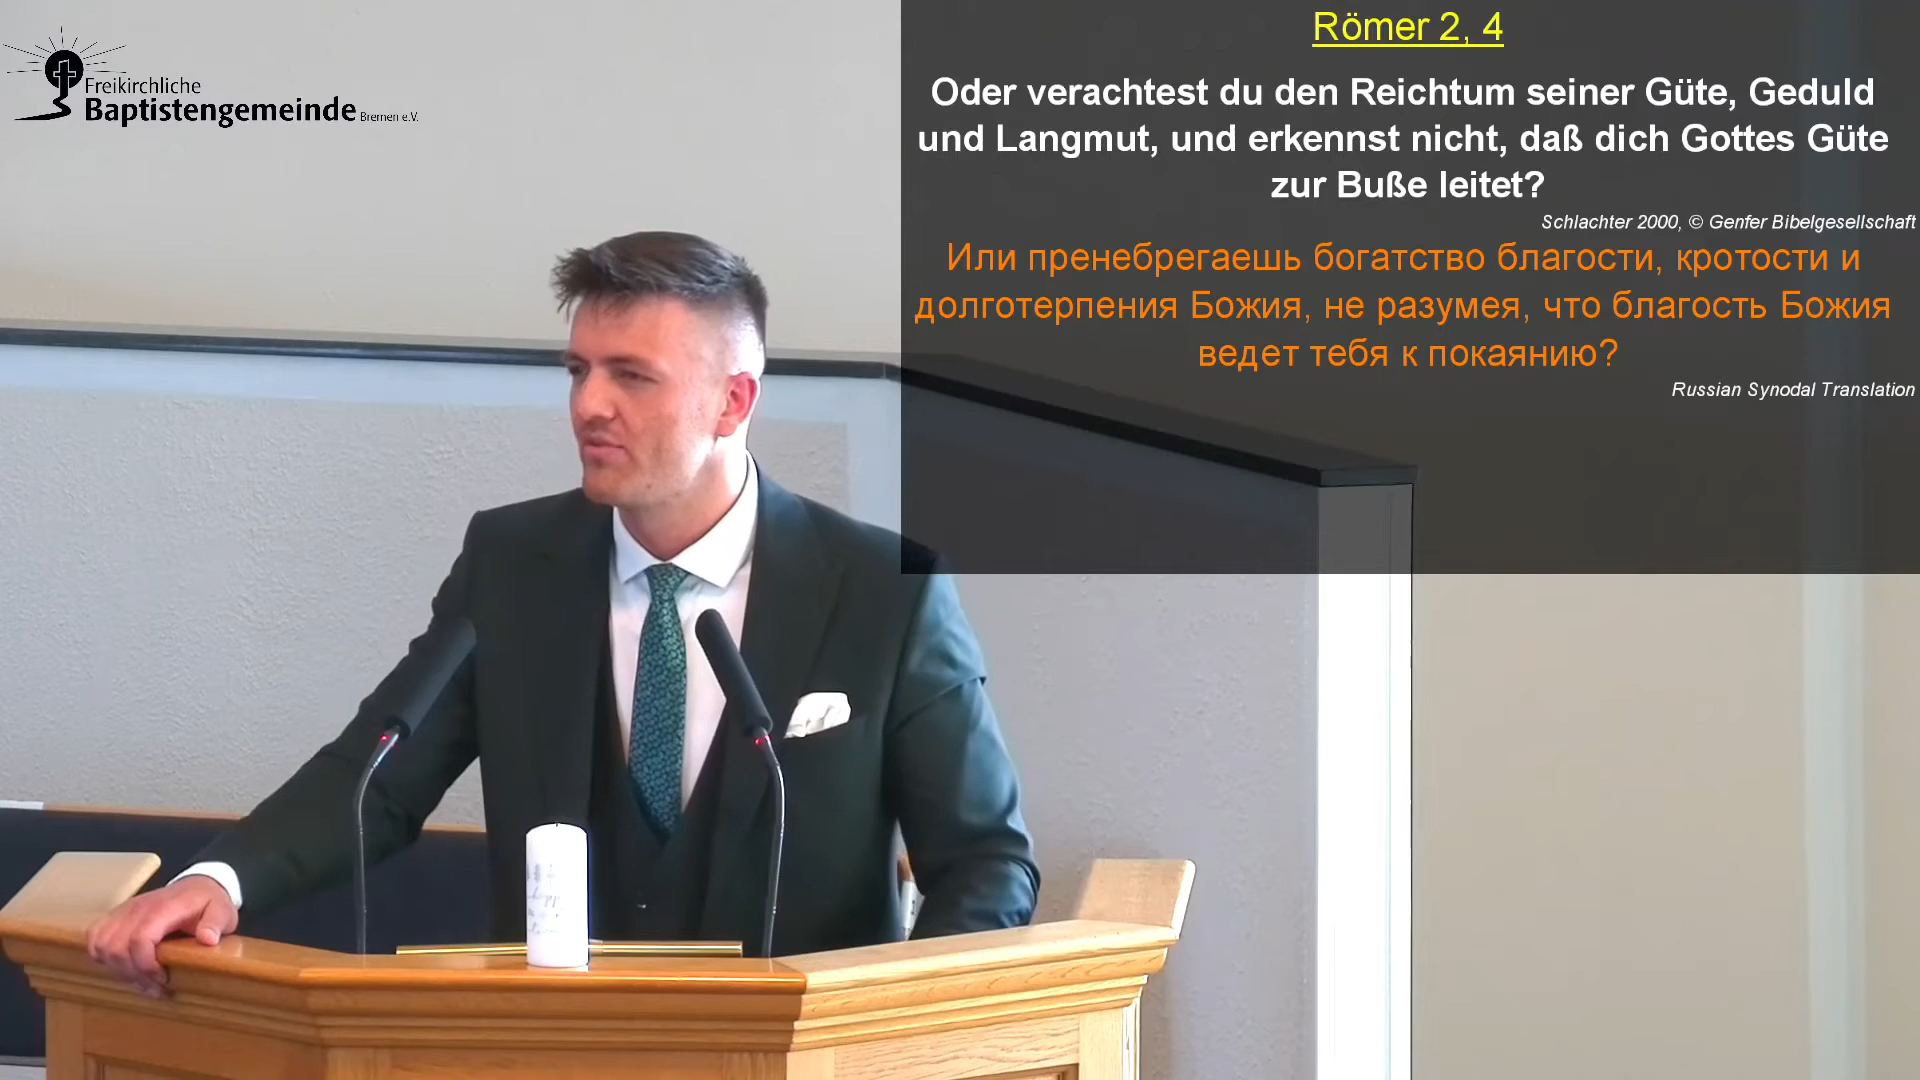 Freikirchliche
Baptistengemeinde Bremen e.V.
Römer 2, 4
Oder verachtest du den Reichtum seiner Güte, Geduld
und Langmut, und erkennst nicht, daß dich Gottes Güte
zur Buße leitet?
Schlachter 2000, © Genfer Bibelgesellschaft
Или пренебрегаешь богатство благости, кротости и
долготерпения Божия, не разумея, что благость Божия
ведет тебя к покаянию?
Russian Synodal Translation